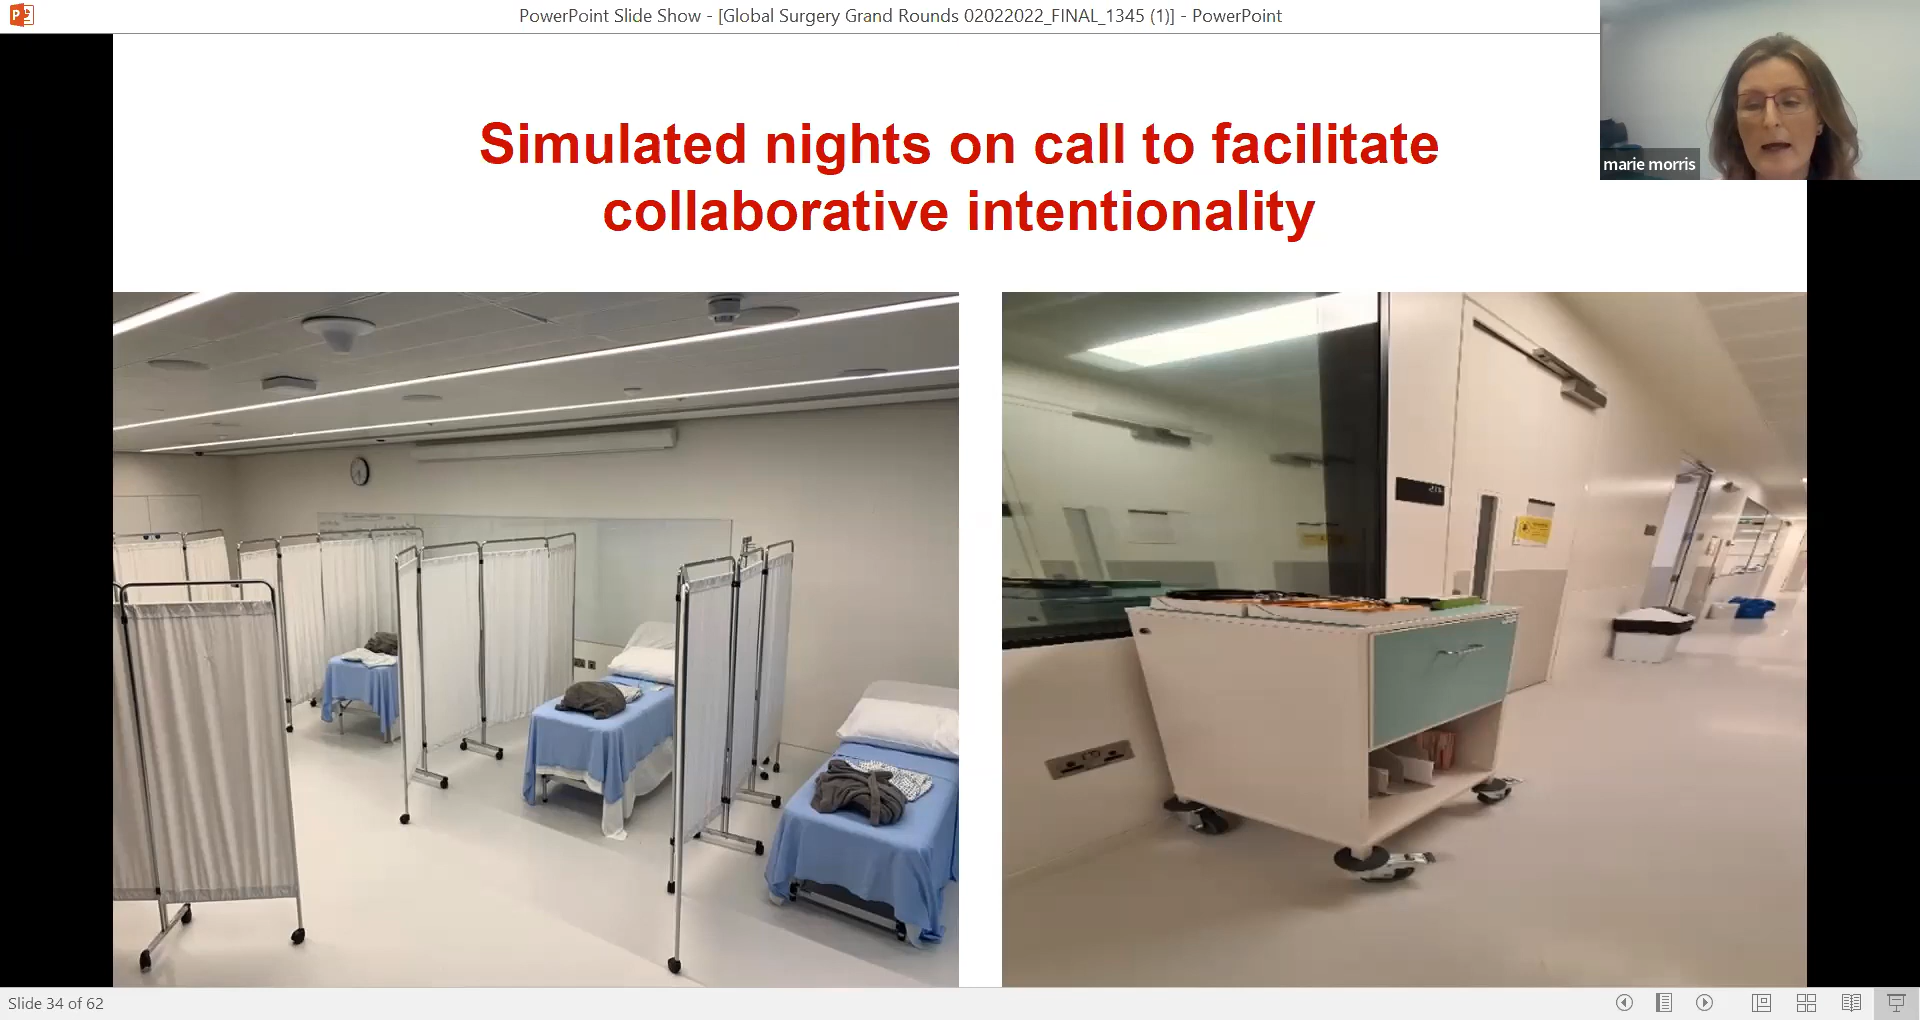 PowerPoint Slide Show - [Global Surgery Grand Rounds 02022022_FINAL_1345 (1)] - PowerPoint
Simulated nights on call to facilitate
collaborative intentionality
marie morris
Slide 34 of 62